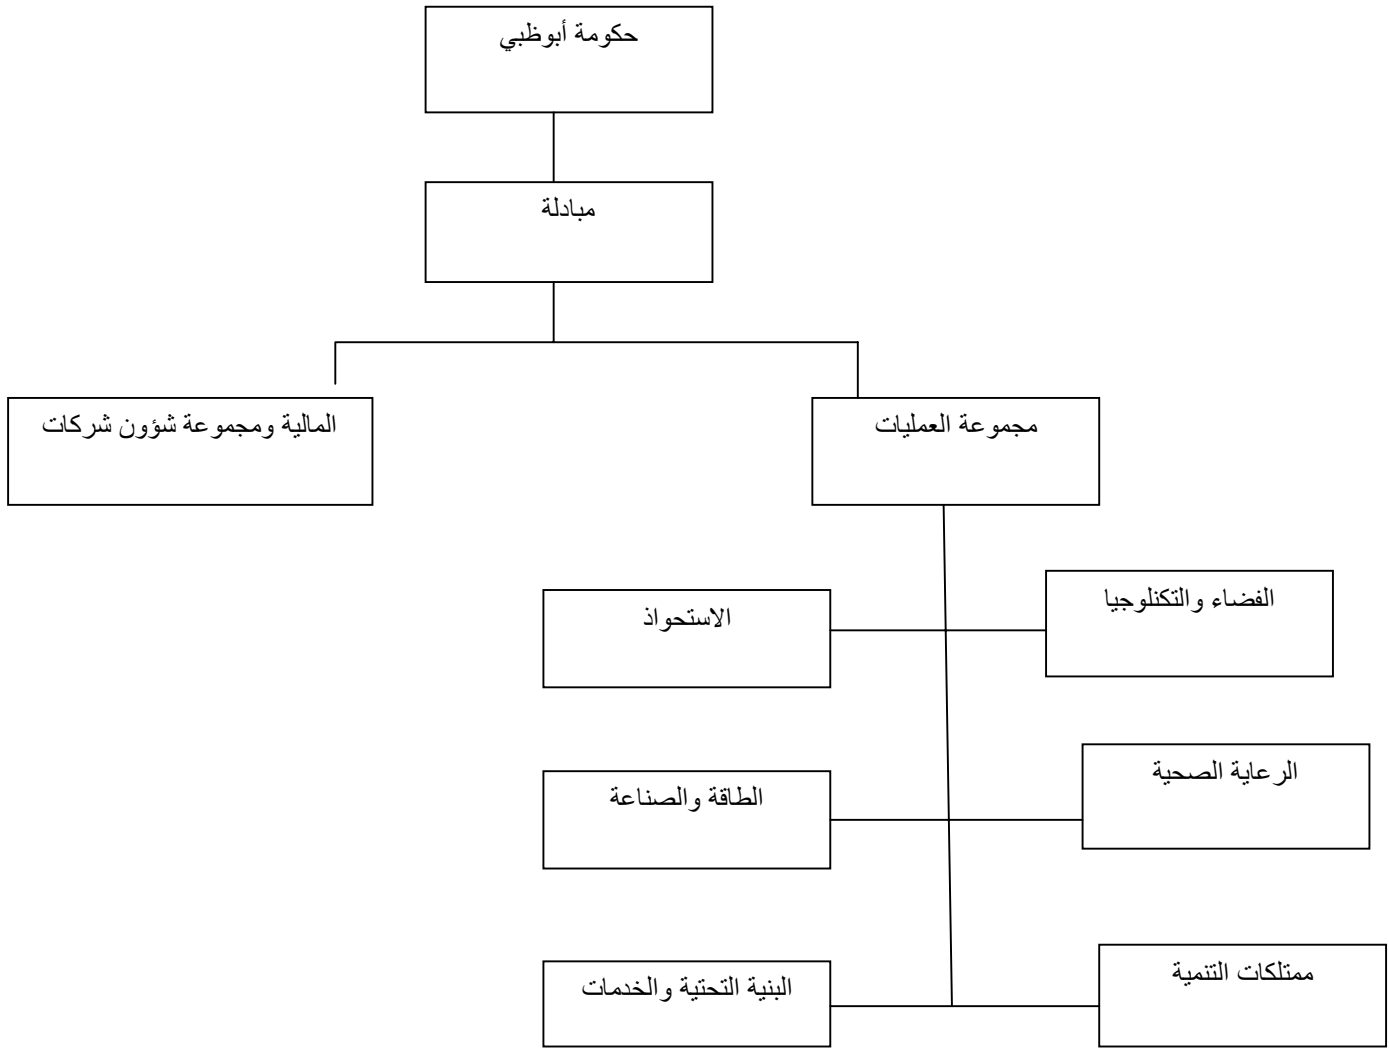 حكومة أبوظبي
مبادلة
مجموعة العمليات
المالية ومجموعة شؤون شركات
الفضاء والتكنلوجيا
الاستحواذ
الرعاية الصحية
الطاقة والصناعة
ممتلكات التنمية
البنية التحتية والخدمات